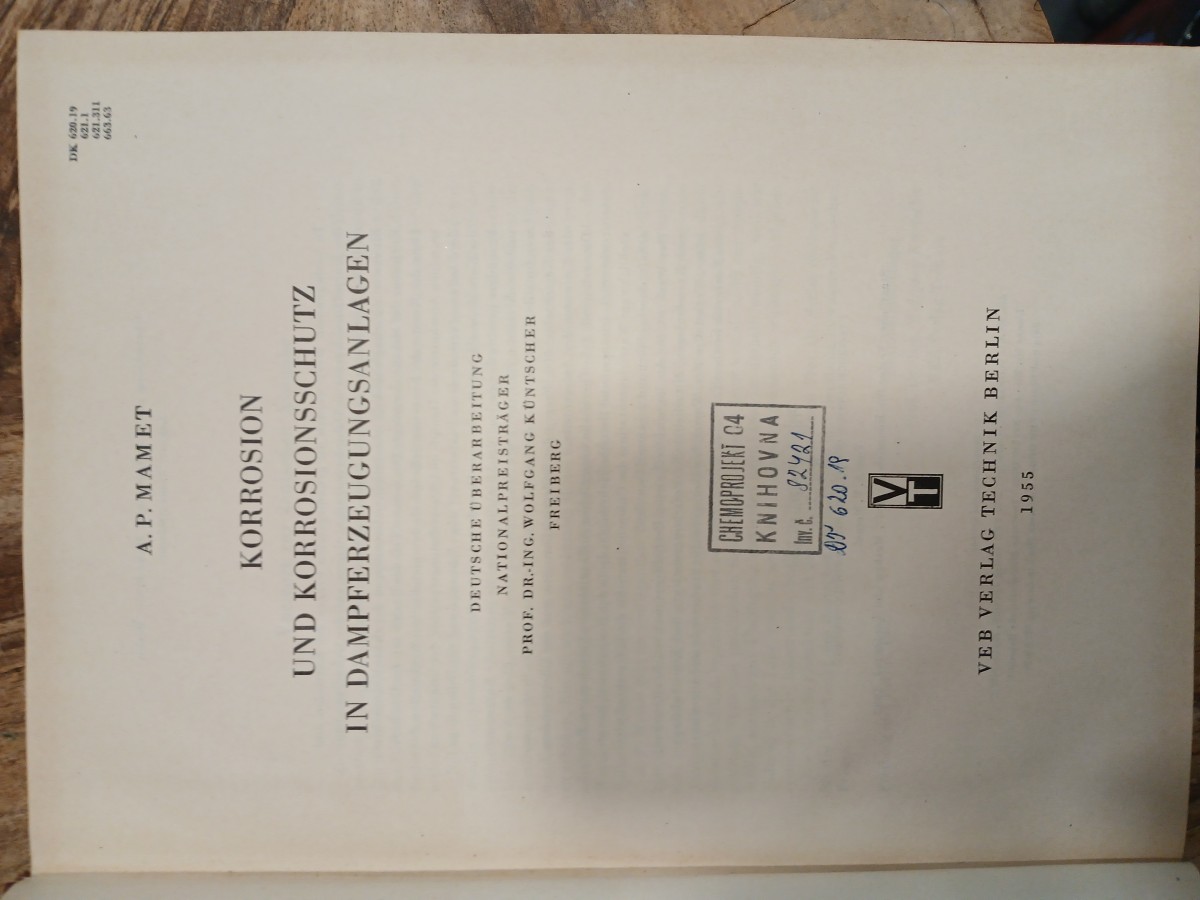 DK 620.19
621.1
621.311
663.63
A. P. MAMET
KORROSION
UND KORROSIONSSCHUTZ
IN DAMPFERZEUGUNGSANLAGEN
DEUTSCHE ÜBERARBEITUNG
NATIONALPREISTRÄGER
PROF. DR.-ING. WOLFGANG KÜNTSCHER
FREIBERG
CHEMOPROJEKT 04
KNIHOVNA
Inv. č. 82421
620.19
VT
VEB VERLAG TECHNIK BERLIN
1955